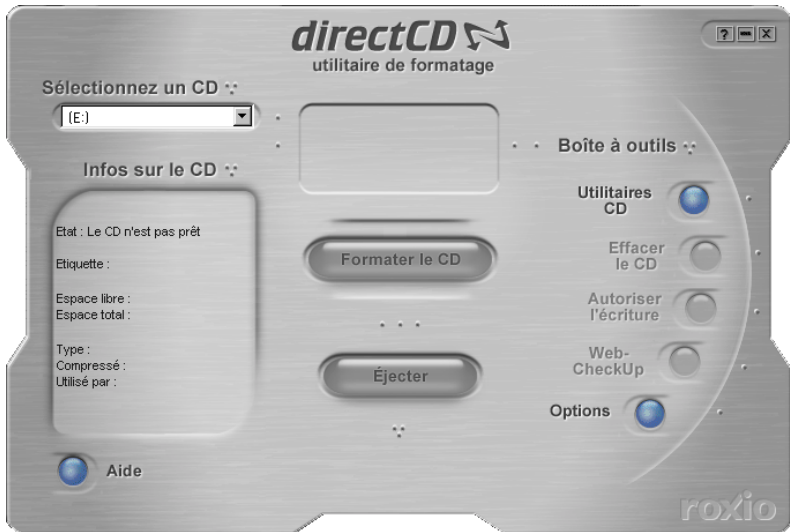 directCD
utilitaire de formatage
Sélectionnez un CD
(E:)
Infos sur le CD
Etat : Le CD n'est pas prêt
Etiquette :
Espace libre :
Espace total :
Type :
Compressé :
Utilisé par :
Aide
Formater le CD
Éjecter
?
Boîte à outils
Utilitaires
CD
Effacer
le CD
Autoriser
l'écriture
Web-
CheckUp
Options
roxio